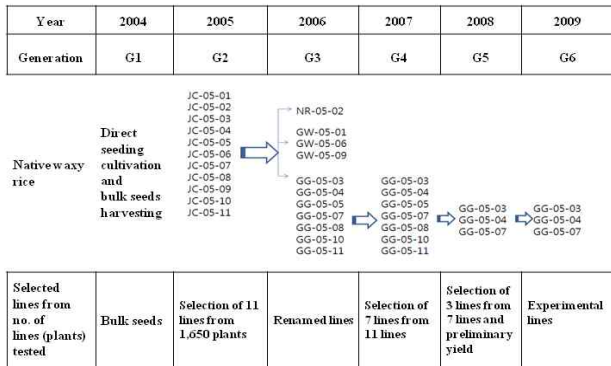 Year 2004 2005 2006 2007 2008 2009
Generation G1 G2 G3 G4 G5 G6
Native waxy
rice
Direct
seeding
cultivation
and
bulk seeds
harvesting
JC-05-01
JC-05-02
JC-05-03
JC-05-04
JC-05-05
JC-05-06
JC-05-07
JC-05-08
JC-05-09
JC-05-10
JC-05-11
NR-05-02
GW-05-01
GW-05-06
GW-05-09
GG-05-03
GG-05-04
GG-05-05
GG-05-07
GG-05-08
GG-05-10
GG-05-11
GG-05-03
GG-05-04
GG-05-05
GG-05-07
GG-05-08
GG-05-10
GG-05-11
GG-05-03
GG-05-04
GG-05-07
GG-05-03
GG-05-04
GG-05-07
Selected
lines from
no. of
lines (plants)
tested
Bulk seeds
Selection of 11
lines from
1,650 plants
Renamed lines
Selection of
7 lines from
11 lines
Selection of
3 lines from
7 lines and
preliminary
yield
Experimental
lines